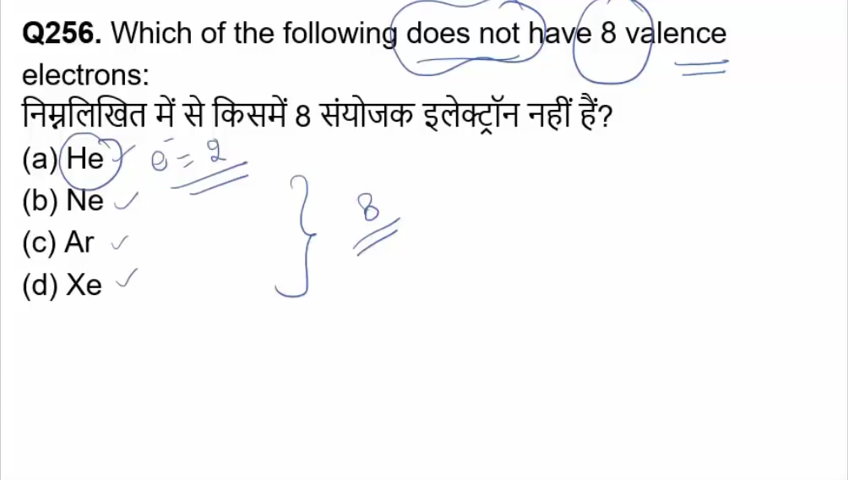 Q256. Which of the following does not have 8 valence
electrons:
निम्नलिखित में से किसमें 8 संयोजक इलेक्ट्रॉन नहीं हैं?
(a) He e⁻ = 2
(b) Ne
8
(c) Ar
(d) Xe